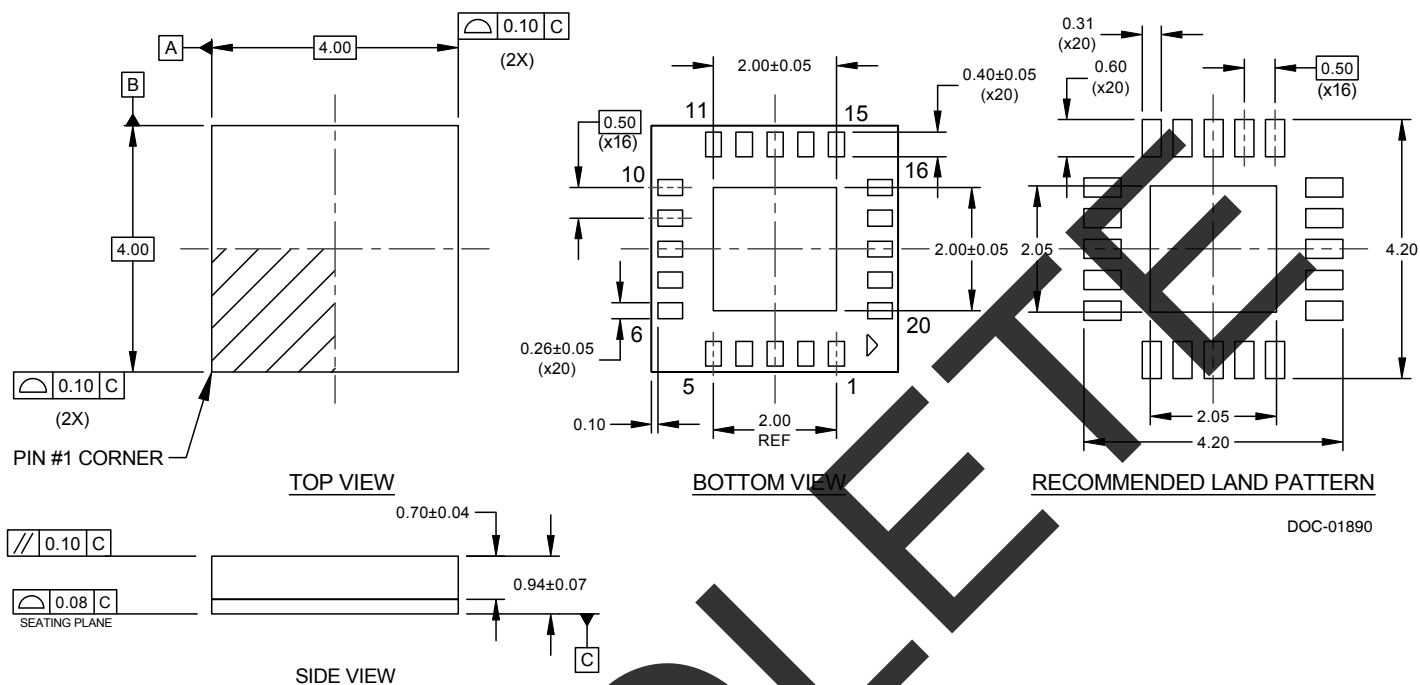 A
4.00
⌓ 0.10 C
(2X)
B
4.00
⌓ 0.10 C
(2X)
PIN #1 CORNER
TOP VIEW
2.00±0.05
0.40±0.05
(x20)
11
15
0.50
(x16)
10
16
2.00±0.05
6
20
0.26±0.05
(x20)
5
1
0.10
2.00
REF
BOTTOM VIEW
0.31
(x20)
0.60
(x20)
0.50
(x16)
2.05
4.20
2.05
4.20
RECOMMENDED LAND PATTERN
DOC-01890
// 0.10 C
0.70±0.04
0.94±0.07
⌓ 0.08 C
SEATING PLANE
C
SIDE VIEW